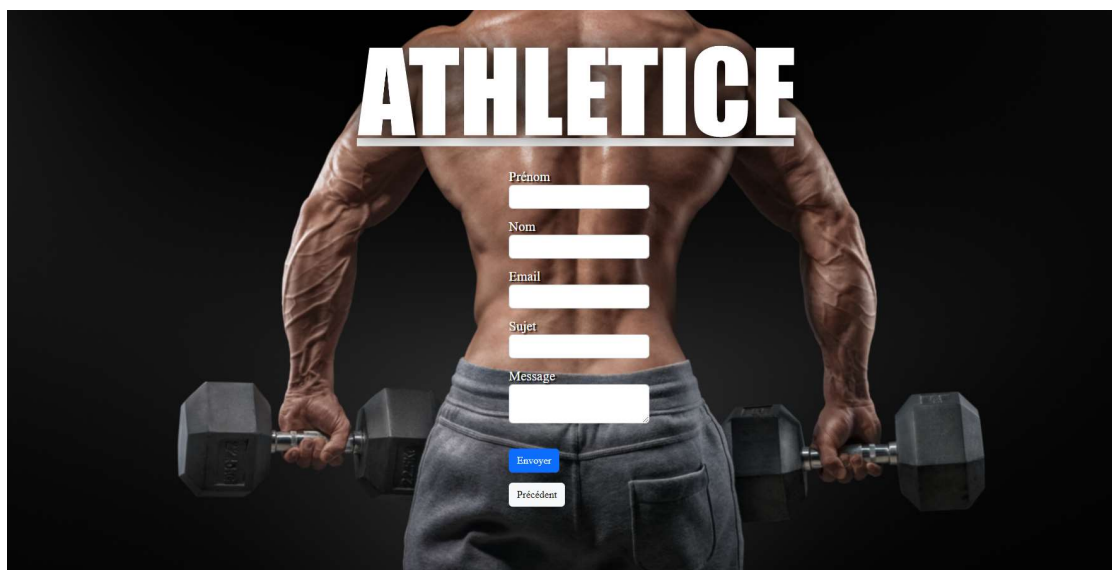 ATHLETICE
Prénom
Nom
Email
Sujet
Message
Envoyer
Précédent